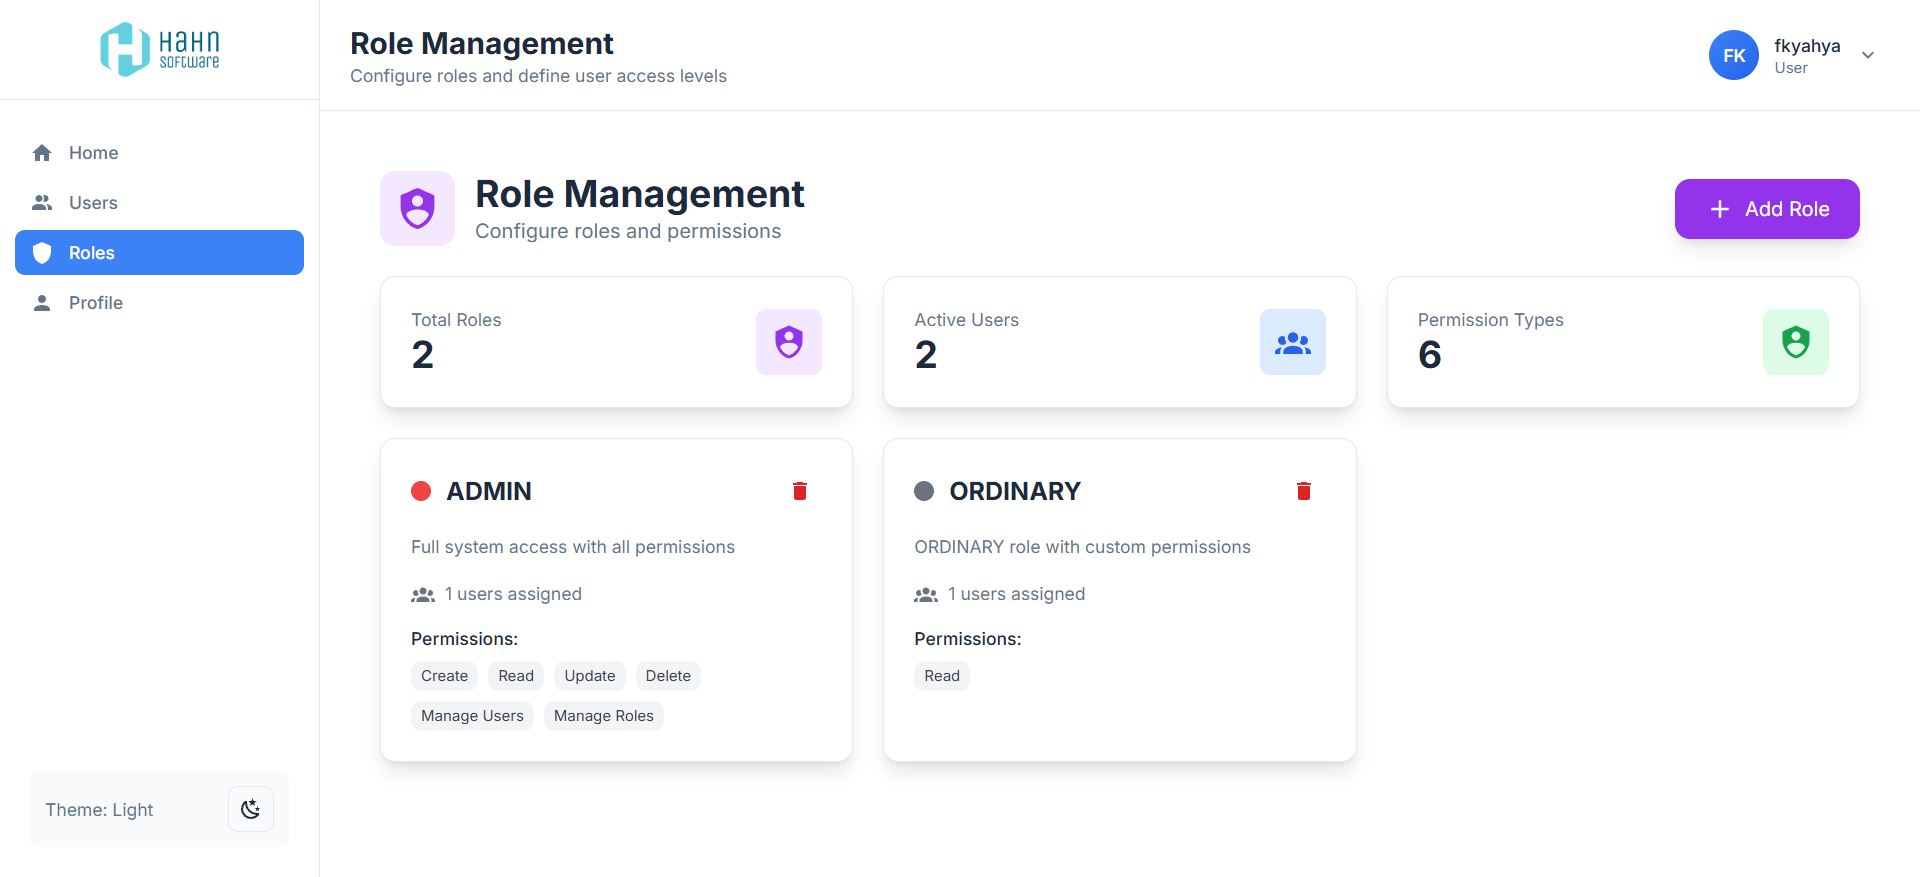 Hahn
SOFTWARE
Home
Users
Roles
Profile
Theme: Light
Role Management
Configure roles and define user access levels
FK
fkyahya
User
Role Management
Configure roles and permissions
Add Role
Total Roles
2
Active Users
2
Permission Types
6
ADMIN
Full system access with all permissions
1 users assigned
Permissions:
Create Read Update Delete
Manage Users Manage Roles
ORDINARY
ORDINARY role with custom permissions
1 users assigned
Permissions:
Read